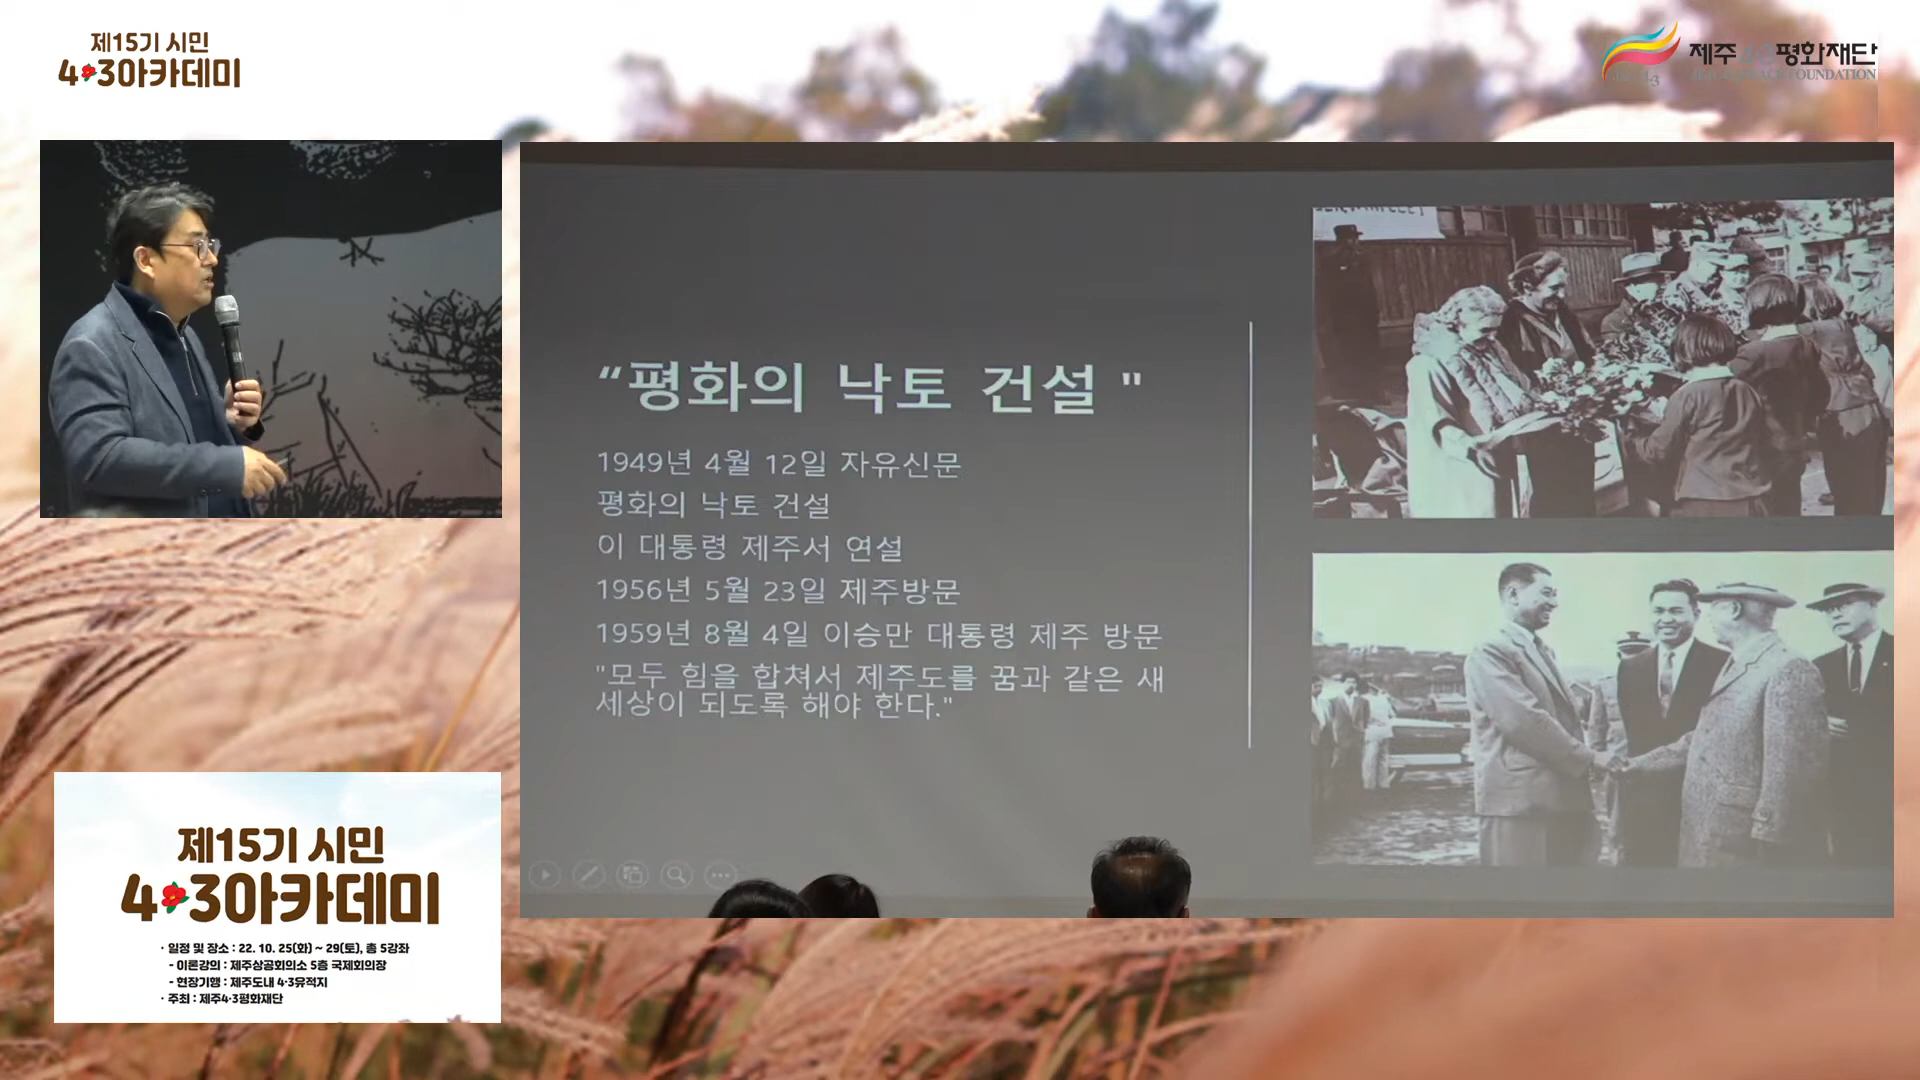 제15기 시민
4·3아카데미
제주4·3평화재단
“평화의 낙토 건설 "
1949년 4월 12일 자유신문
평화의 낙토 건설
이 대통령 제주서 연설
1956년 5월 23일 제주방문
1959년 8월 4일 이승만 대통령 제주 방문
"모두 힘을 합쳐서 제주도를 꿈과 같은 새
세상이 되도록 해야 한다."
제15기 시민
4·3아카데미
· 일정 및 장소 : 22. 10. 25(화) ~ 29(토), 총 5강좌
- 이론강의 : 제주상공회의소 5층 국제회의장
- 현장기행 : 제주도내 4·3유적지
· 주최 : 제주4·3평화재단